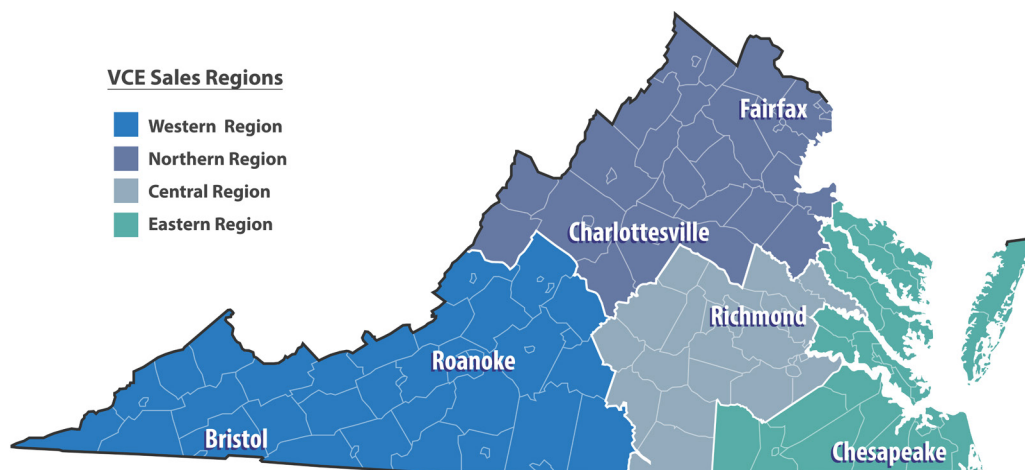 VCE Sales Regions
Western Region
Northern Region
Central Region
Eastern Region
Fairfax
Charlottesville
Richmond
Roanoke
Bristol
Chesapeake